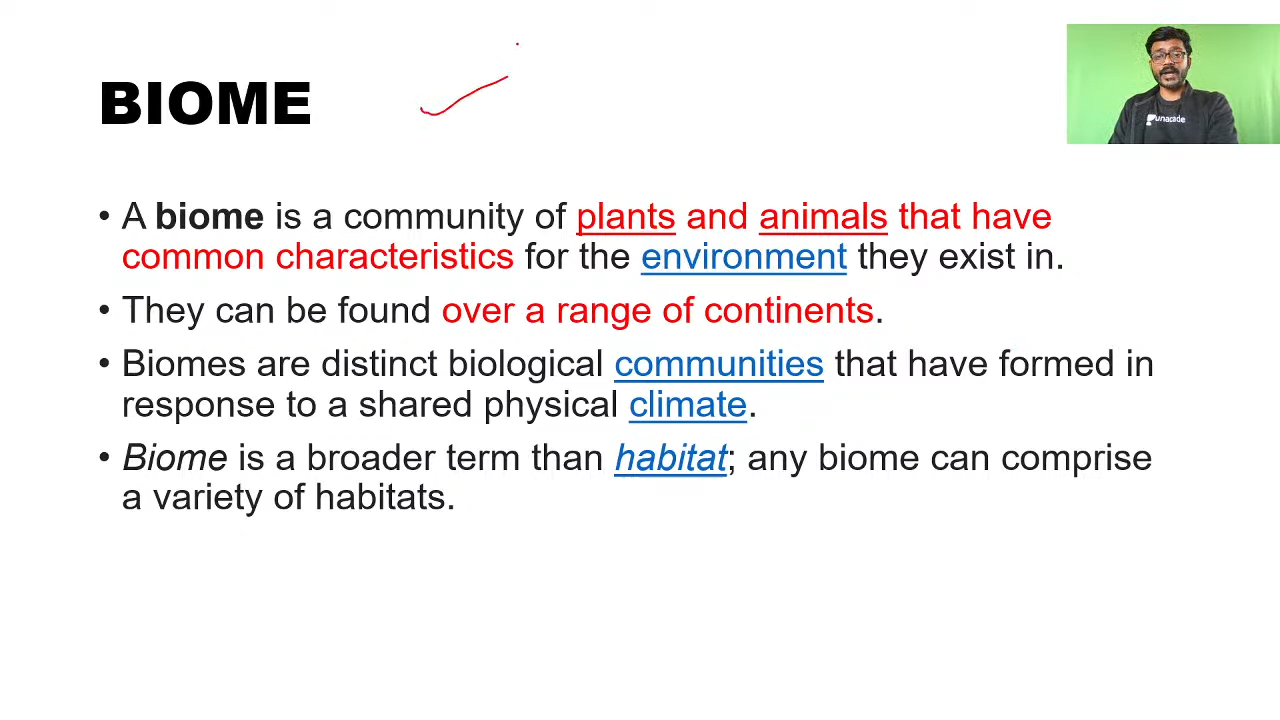 BIOME
unacade
• A biome is a community of plants and animals that have
common characteristics for the environment they exist in.
• They can be found over a range of continents.
• Biomes are distinct biological communities that have formed in
response to a shared physical climate.
• Biome is a broader term than habitat; any biome can comprise
a variety of habitats.